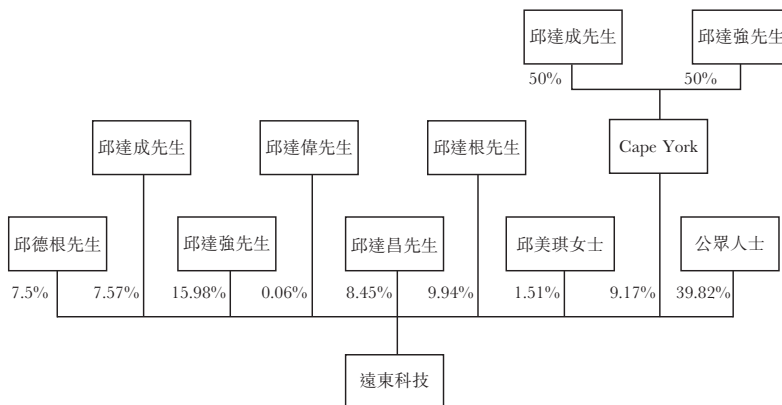 邱達成先生
邱達強先生
50%
50%
邱達成先生
邱達偉先生
邱達根先生
Cape York
邱德根先生
邱達強先生
邱達昌先生
邱美琪女士
公眾人士
7.5%
7.57%
15.98%
0.06%
8.45%
9.94%
1.51%
9.17%
39.82%
遠東科技